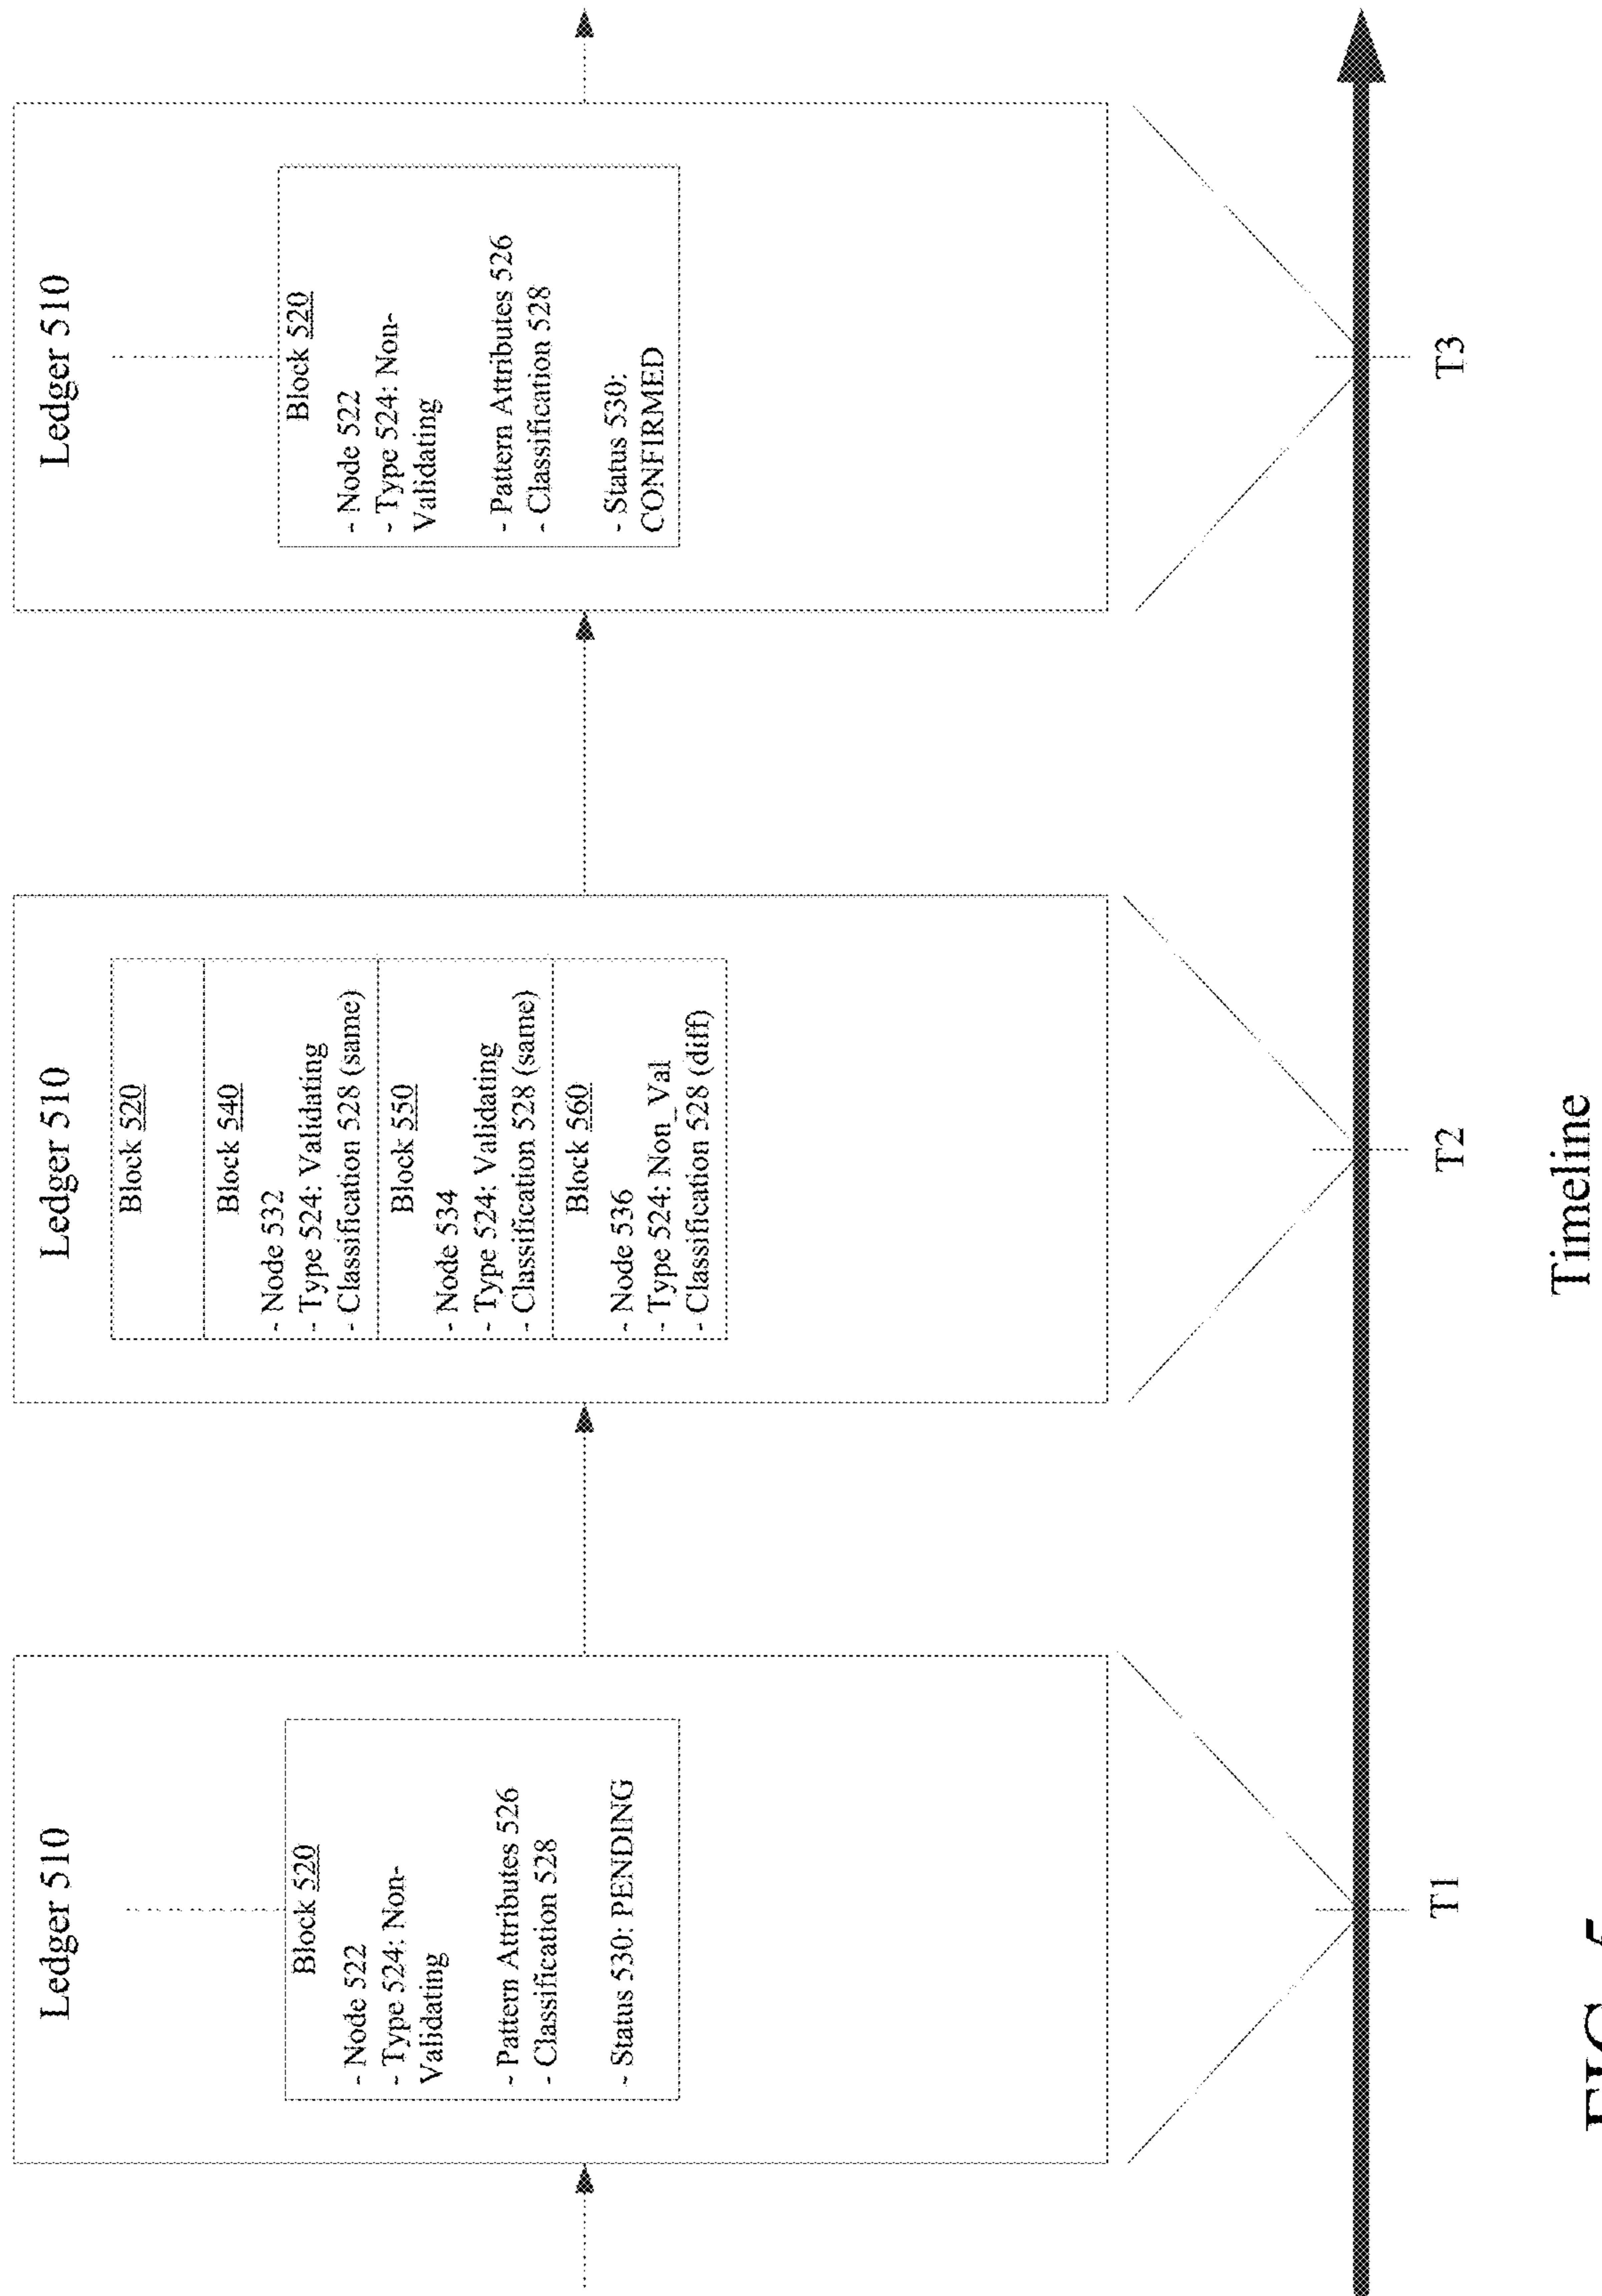 Ledger 510
Block 520
- Node 522
- Type 524: Non-
Validating
- Pattern Attributes 526
- Classification 528
- Status 530: PENDING
T1
Ledger 510
Block 520
Block 540
- Node 532
- Type 524: Validating
- Classification 528 (same)
Block 550
- Node 534
- Type 524: Validating
- Classification 528 (same)
Block 560
- Node 536
- Type 524: Non_Val
- Classification 528 (diff)
T2
Ledger 510
Block 520
- Node 522
- Type 524: Non-
Validating
- Pattern Attributes 526
- Classification 528
- Status 530:
CONFIRMED
T3
Timeline
FIG. 5